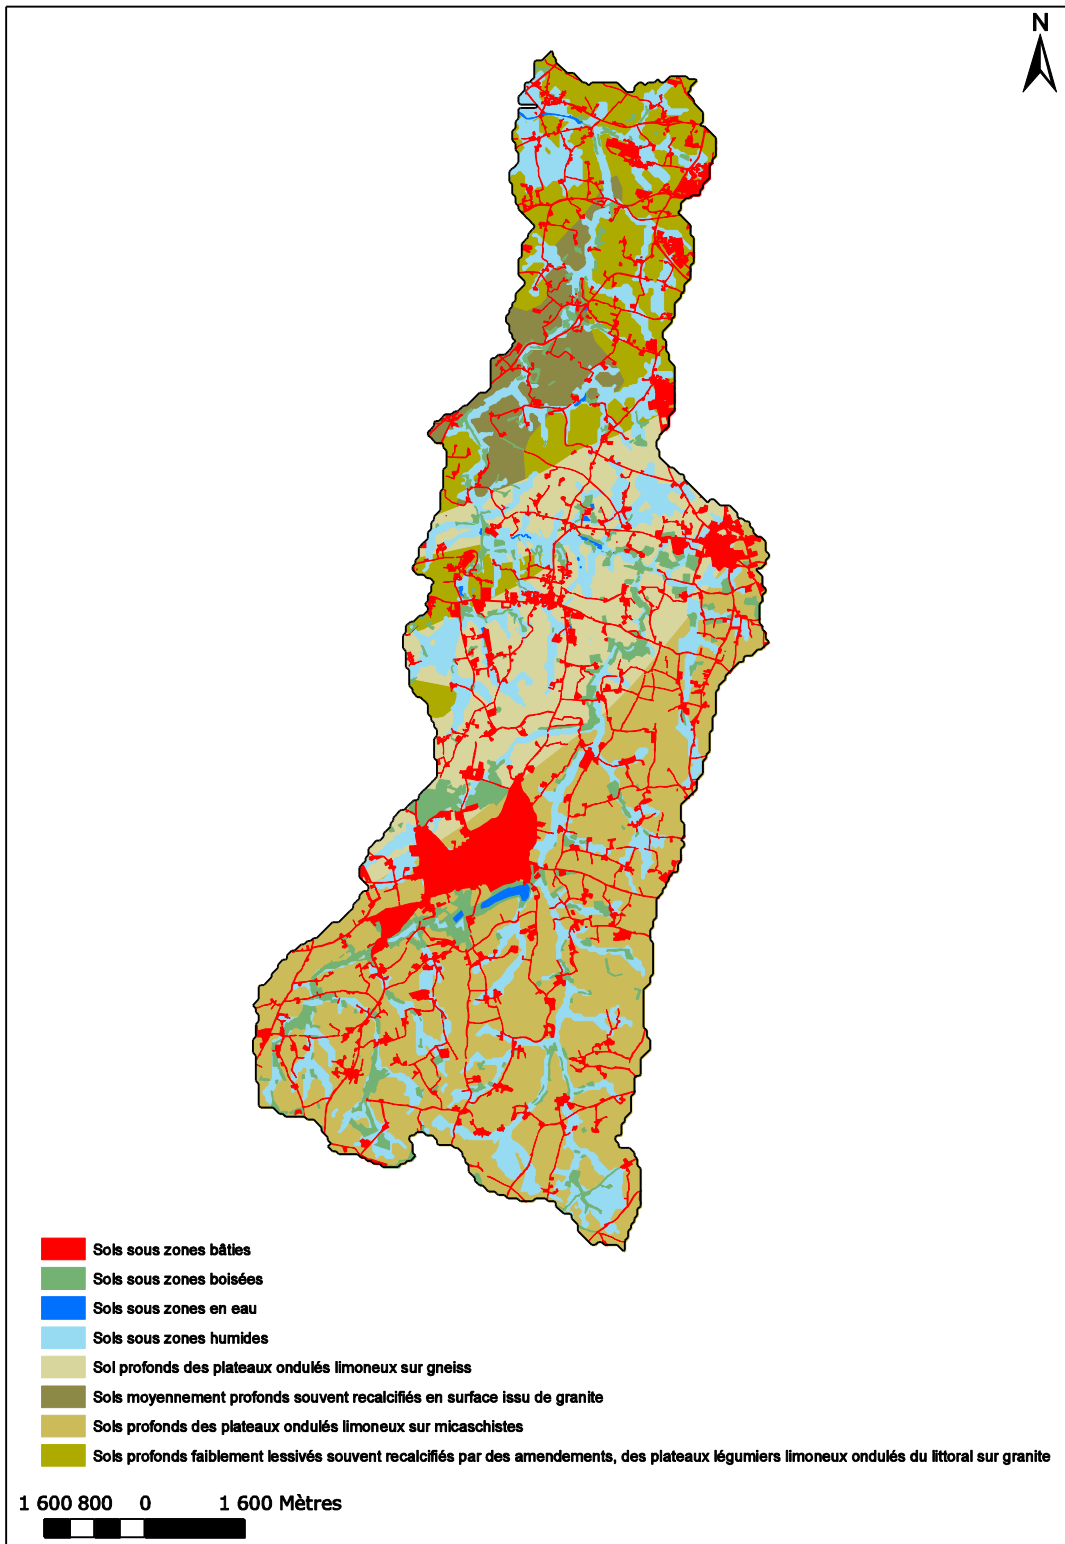 N
Sols sous zones bâties
Sols sous zones boisées
Sols sous zones en eau
Sols sous zones humides
Sol profonds des plateaux ondulés limoneux sur gneiss
Sols moyennement profonds souvent recalcifiés en surface issu de granite
Sols profonds des plateaux ondulés limoneux sur micaschistes
Sols profonds faiblement lessivés souvent recalcifiés par des amendements, des plateaux légumiers limoneux ondulés du littoral sur granite
1 600 800 0 1 600 Mètres